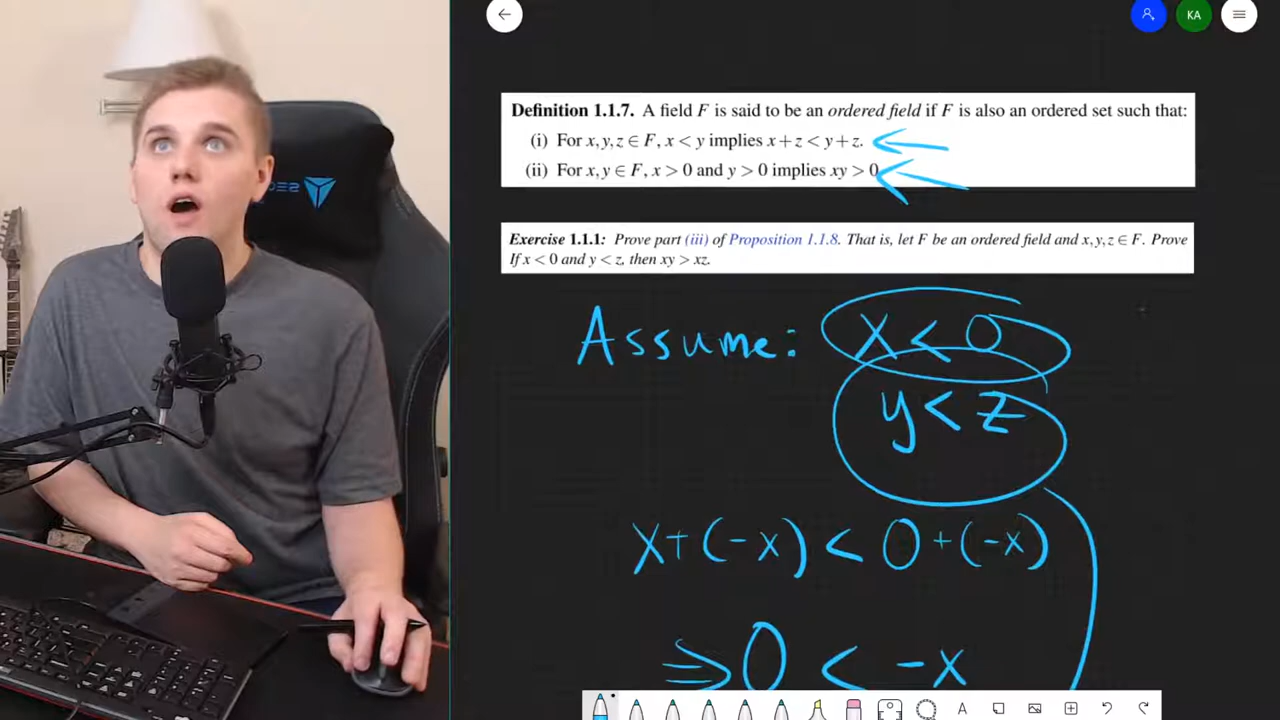 KA
Definition 1.1.7. A field F is said to be an ordered field if F is also an ordered set such that:
(i) For x,y,z ∈ F, x < y implies x+z < y+z.
(ii) For x,y ∈ F, x > 0 and y > 0 implies xy > 0
Exercise 1.1.1: Prove part (iii) of Proposition 1.1.8. That is, let F be an ordered field and x,y,z ∈ F. Prove
If x < 0 and y < z, then xy > xz.
Assume: x < 0
y < z
x+(-x) < 0+(-x)
⇒ 0 < -x
A